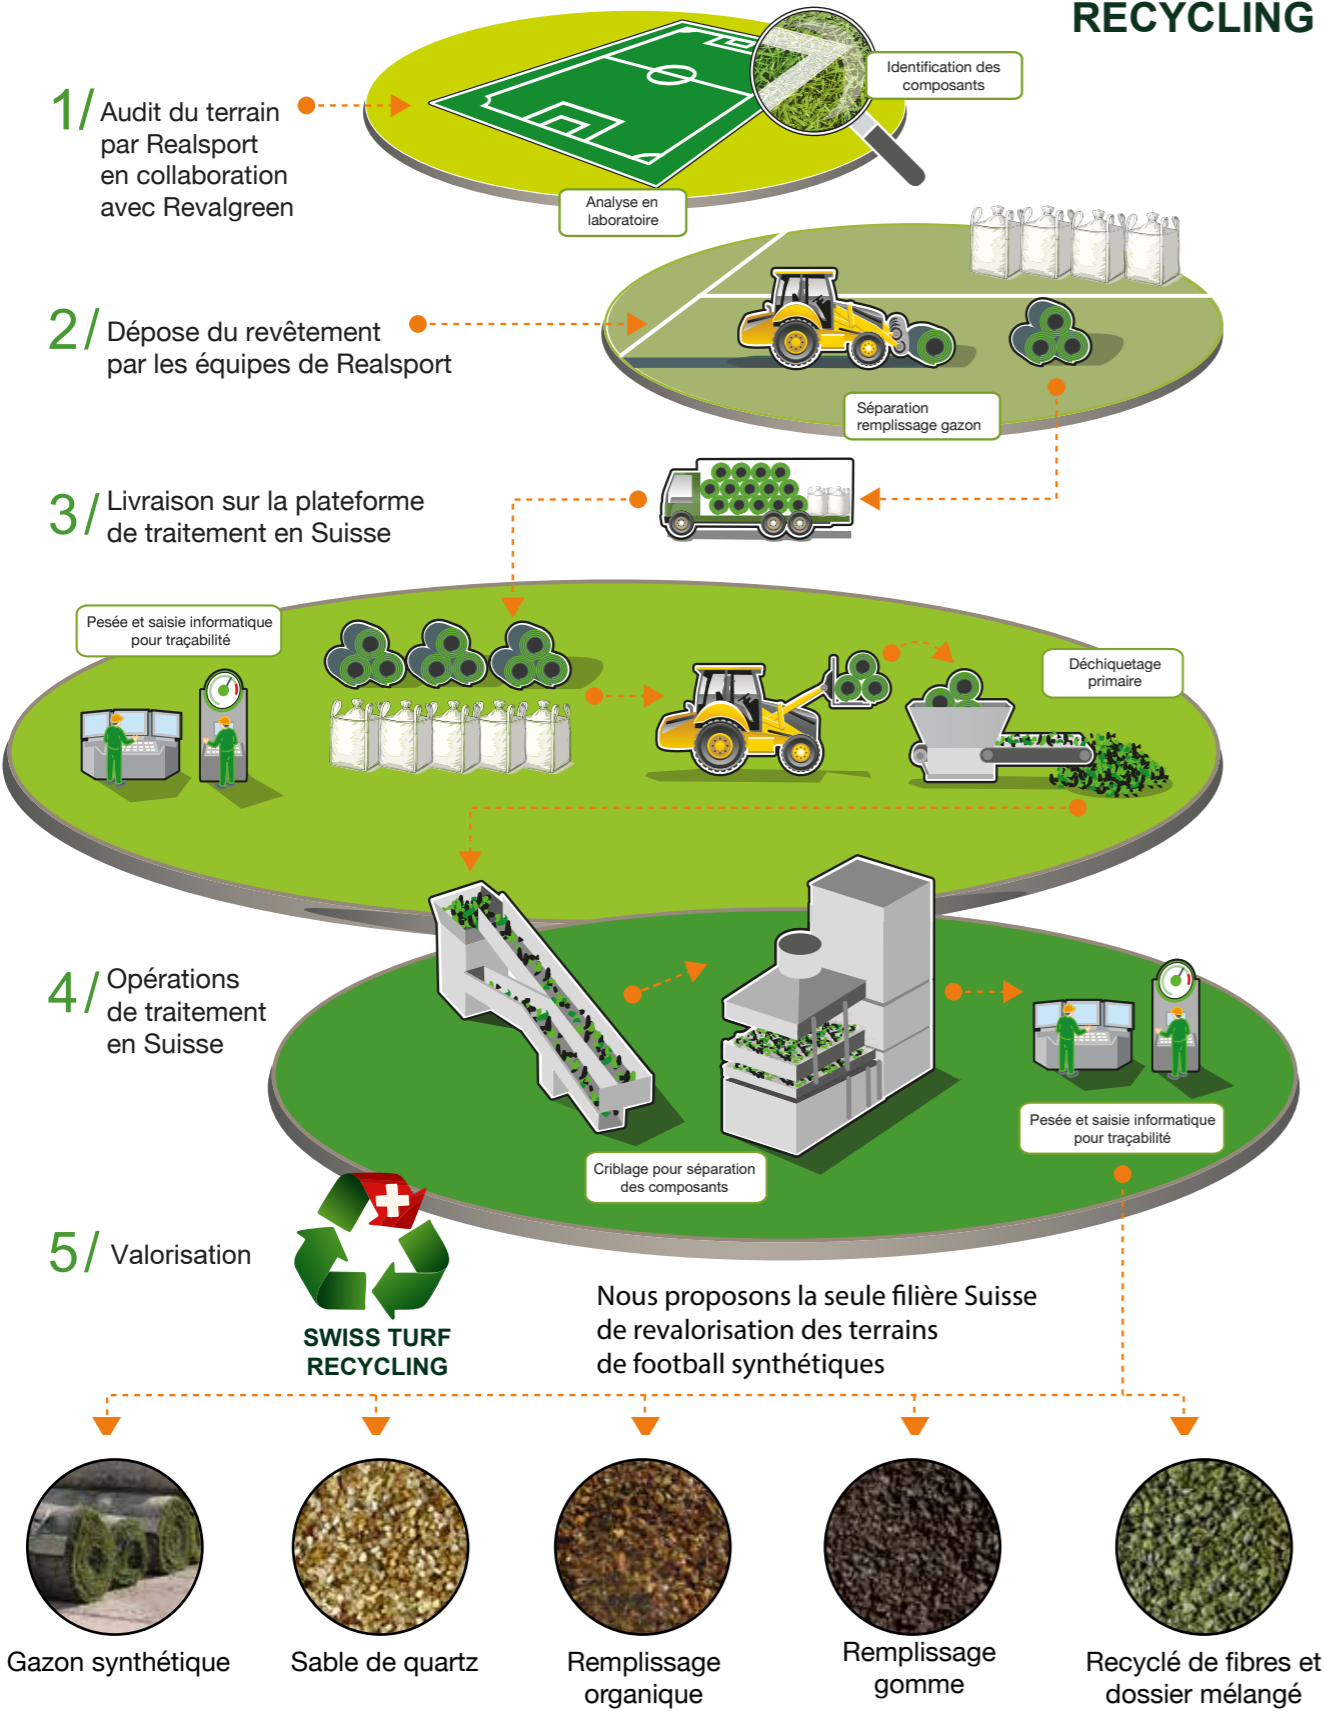 RECYCLING
1/ Audit du terrain
par Realsport
en collaboration
avec Revalgreen
Identification des
composants
Analyse en
laboratoire
2/ Dépose du revêtement
par les équipes de Realsport
Séparation
remplissage gazon
3/ Livraison sur la plateforme
de traitement en Suisse
Pesée et saisie informatique
pour traçabilité
Déchiquetage
primaire
4/ Opérations
de traitement
en Suisse
Pesée et saisie informatique
pour traçabilité
Criblage pour séparation
des composants
5/ Valorisation
SWISS TURF
RECYCLING
Nous proposons la seule filière Suisse
de revalorisation des terrains
de football synthétiques
Gazon synthétique
Sable de quartz
Remplissage
organique
Remplissage
gomme
Recyclé de fibres et
dossier mélangé